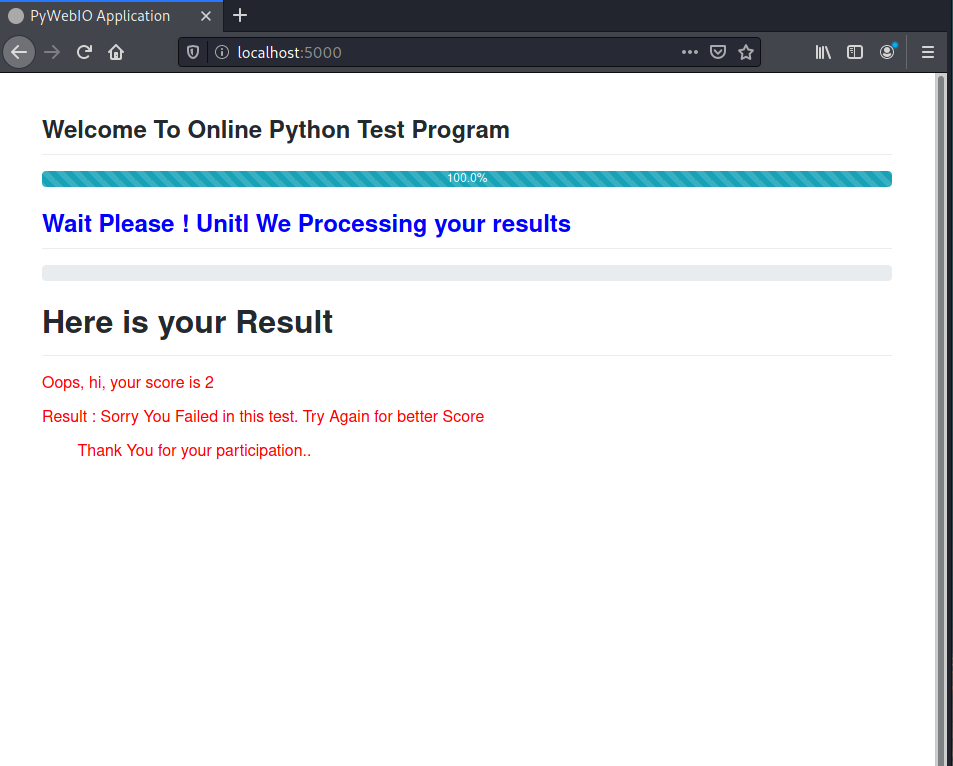 PyWebIO Application
localhost:5000
Welcome To Online Python Test Program
100.0%
Wait Please ! Unitl We Processing your results
Here is your Result
Oops, hi, your score is 2
Result : Sorry You Failed in this test. Try Again for better Score
Thank You for your participation..